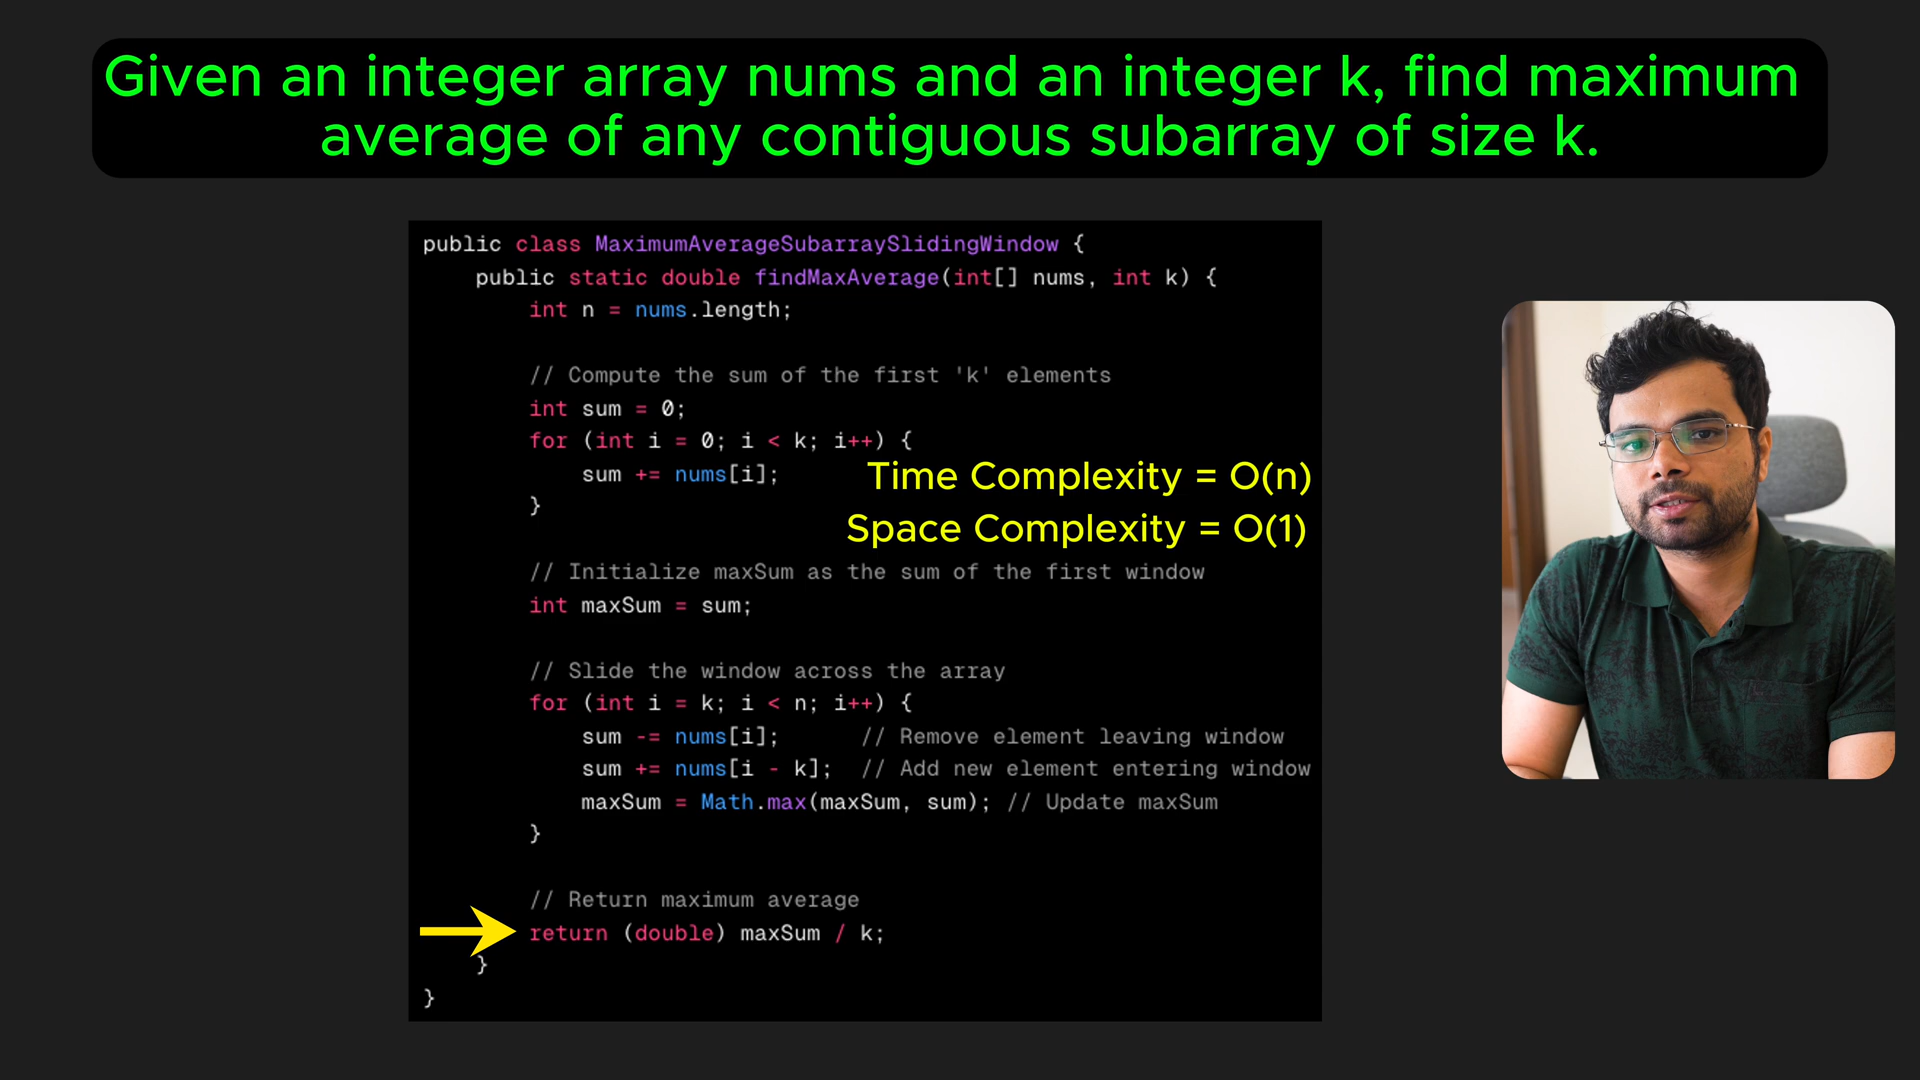 Given an integer array nums and an integer k, find maximum
average of any contiguous subarray of size k.
public class MaximumAverageSubarraySlidingWindow {
    public static double findMaxAverage(int[] nums, int k) {
        int n = nums.length;
        // Compute the sum of the first 'k' elements
        int sum = 0;
        for (int i = 0; i < k; i++) {
            sum += nums[i];
        }
Time Complexity = O(n)
Space Complexity = O(1)
        // Initialize maxSum as the sum of the first window
        int maxSum = sum;
        // Slide the window across the array
        for (int i = k; i < n; i++) {
            sum -= nums[i];      // Remove element leaving window
            sum += nums[i - k];  // Add new element entering window
            maxSum = Math.max(maxSum, sum); // Update maxSum
        }
        // Return maximum average
        return (double) maxSum / k;
    }
}